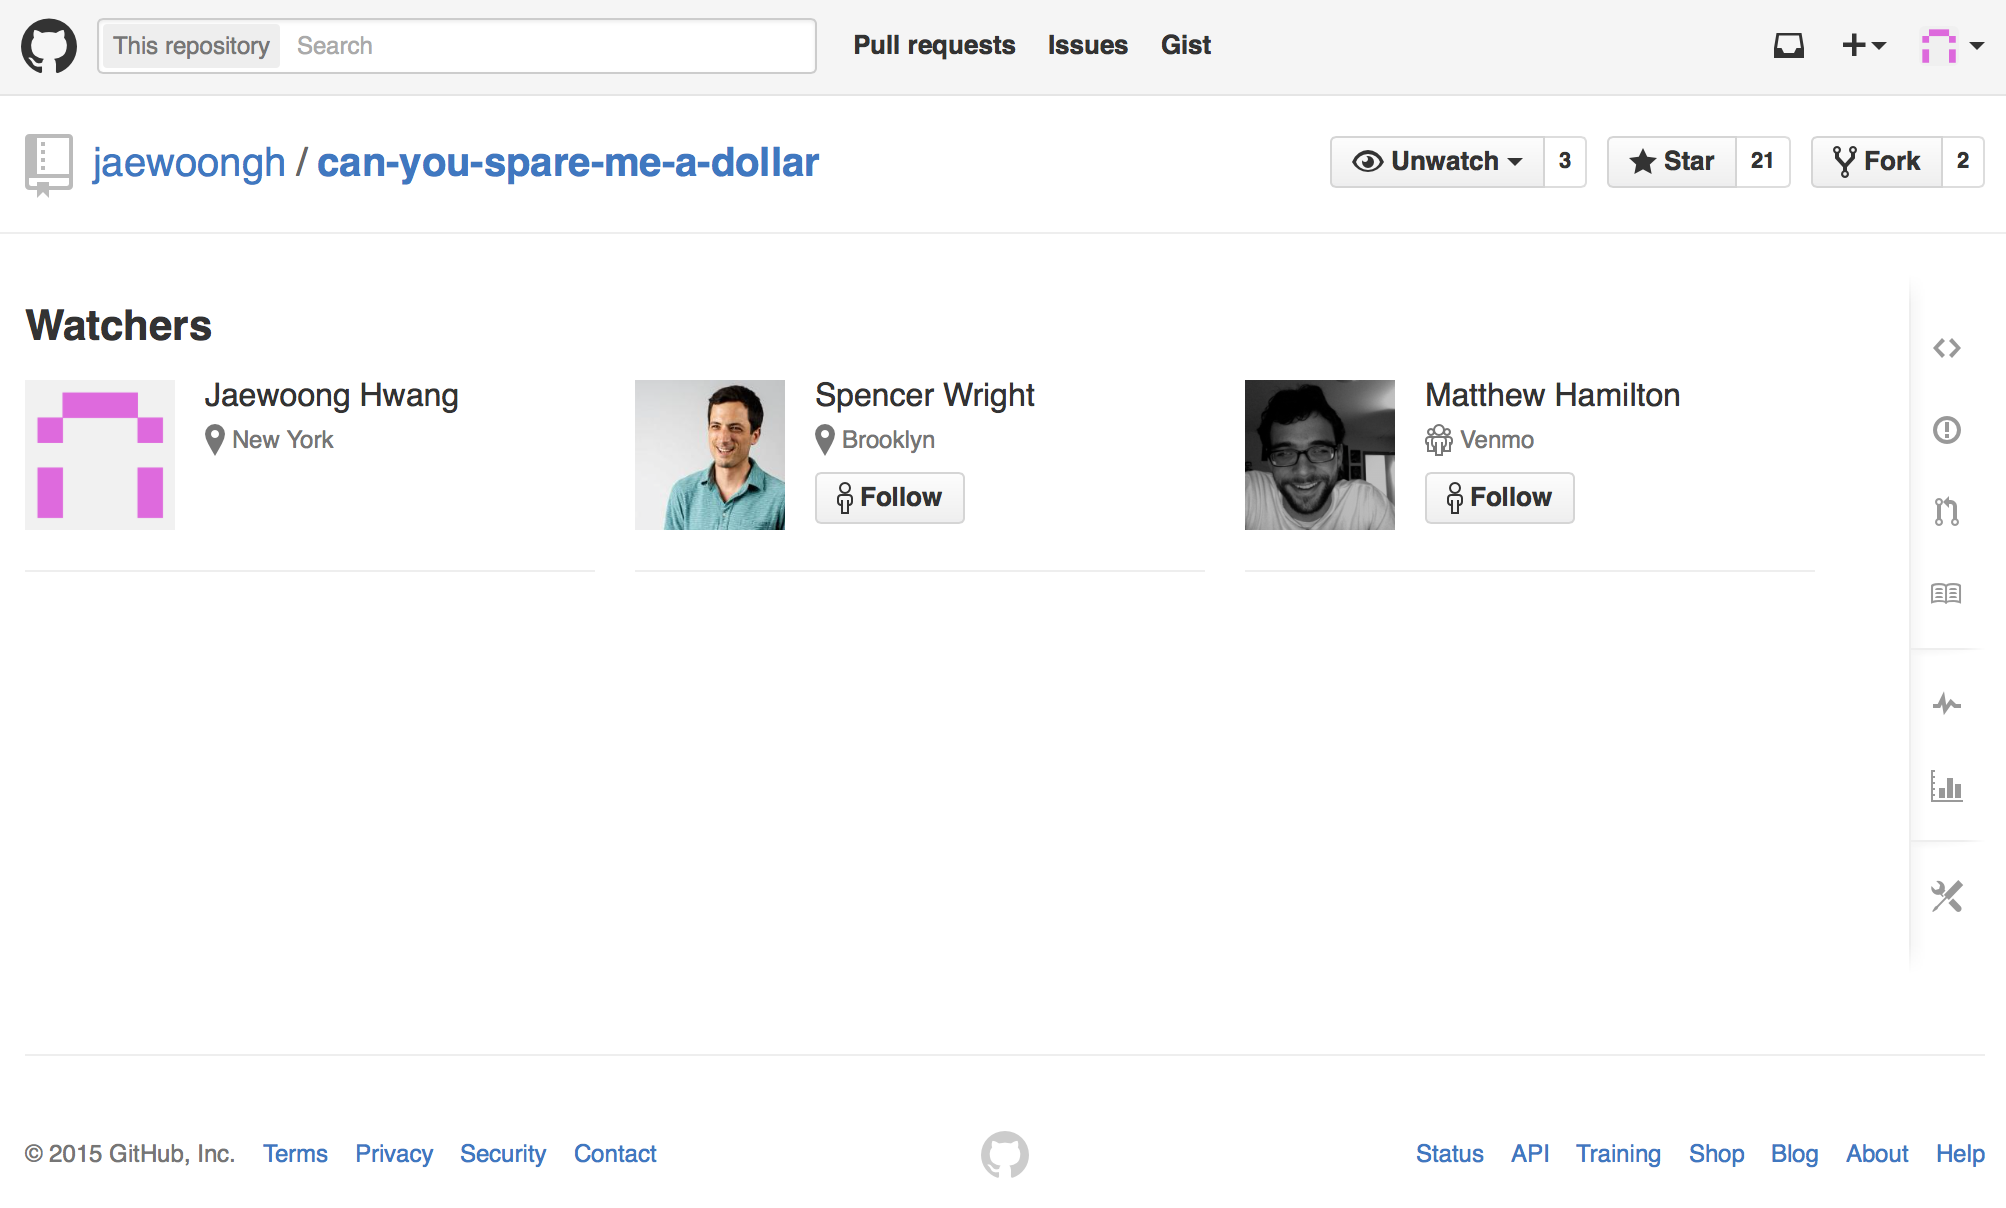 This repository Search Pull requests Issues Gist
jaewoongh / can-you-spare-me-a-dollar Unwatch 3 Star 21 Fork 2
Watchers
Jaewoong Hwang
New York
Spencer Wright
Brooklyn
Follow
Matthew Hamilton
Venmo
Follow
© 2015 GitHub, Inc. Terms Privacy Security Contact Status API Training Shop Blog About Help